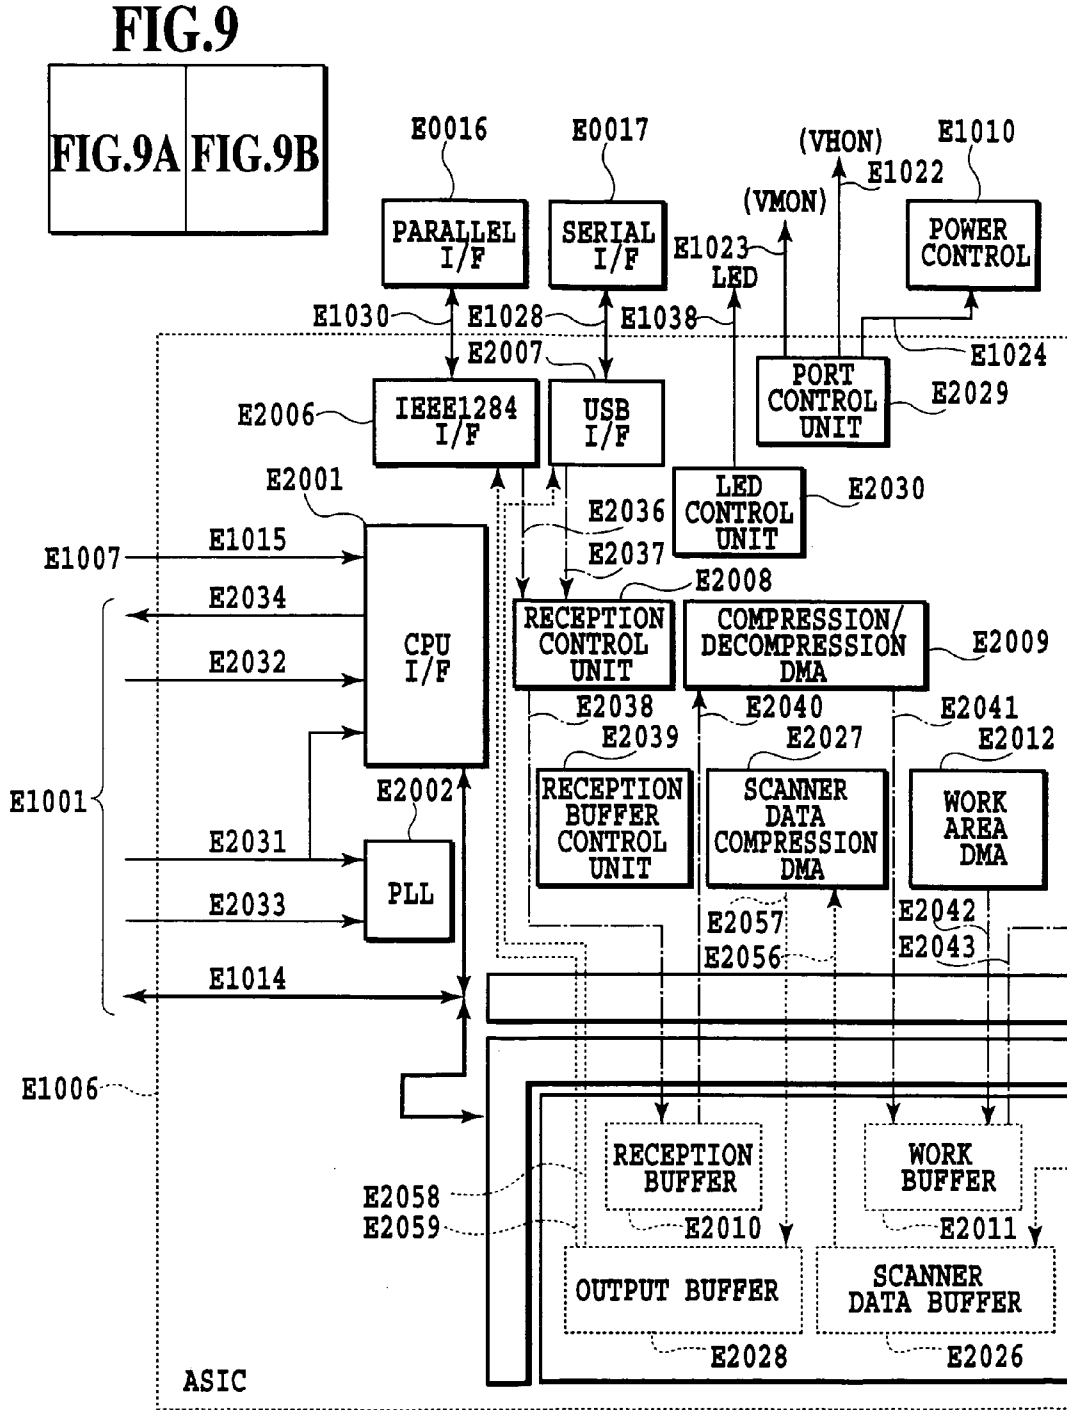 FIG.9
FIG.9A
FIG.9B
E0016
E0017
(VHON)
E1010
E1022
(VMON)
PARALLEL
I/F
SERIAL
I/F
POWER
CONTROL
E1023
LED
E1030
E1028
E1038
E2007
E1024
E2006
IEEE1284
I/F
USB
I/F
PORT
CONTROL
UNIT
E2029
E2001
LED
CONTROL
UNIT
E2030
E2036
E1007
E1015
E2037
E2008
E2034
CPU
I/F
RECEPTION
CONTROL
UNIT
COMPRESSION/
DECOMPRESSION
DMA
E2009
E2032
E2038
E2040
E2041
E2039
E2027
E2012
E1001
E2002
RECEPTION
BUFFER
CONTROL
UNIT
SCANNER
DATA
COMPRESSION
DMA
WORK
AREA
DMA
E2031
PLL
E2033
E2057
E2042
E2056
E2043
E1014
E1006
RECEPTION
BUFFER
WORK
BUFFER
E2058
E2059
E2010
E2011
OUTPUT BUFFER
SCANNER
DATA BUFFER
E2028
E2026
ASIC